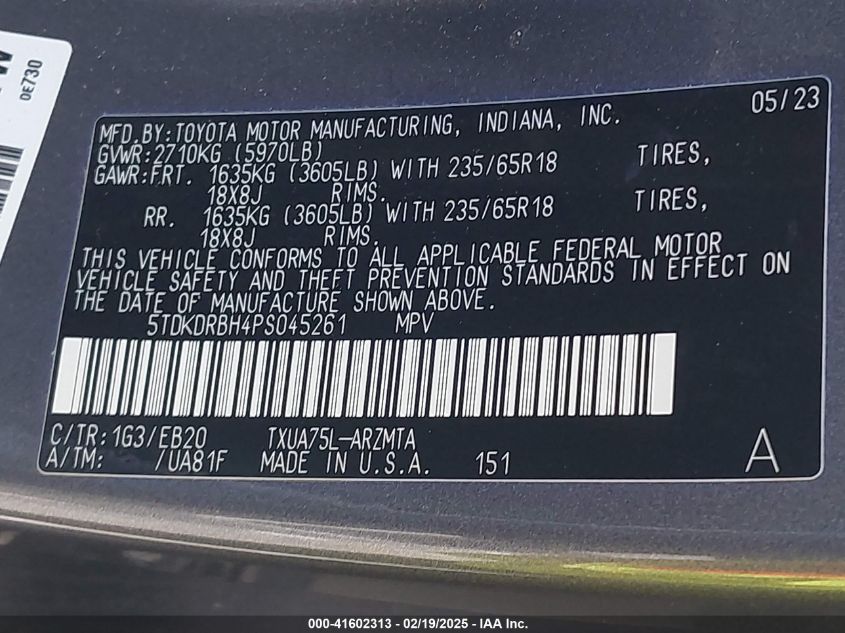 0E730
05/23
MFD. BY: TOYOTA MOTOR MANUFACTURING, INDIANA, INC.
GVWR: 2710KG (5970LB)
GAWR: FRT. 1635KG (3605LB) WITH 235/65R18 TIRES,
18X8J RIMS.
RR. 1635KG (3605LB) WITH 235/65R18 TIRES,
18X8J RIMS.
THIS VEHICLE CONFORMS TO ALL APPLICABLE FEDERAL MOTOR
VEHICLE SAFETY AND THEFT PREVENTION STANDARDS IN EFFECT ON
THE DATE OF MANUFACTURE SHOWN ABOVE.
5TDKDRBH4PS045261 MPV
C/TR: 1G3/EB20 TXUA75L-ARZMTA
A/TM: /UA81F MADE IN U.S.A. 151 A
000-41602313 - 02/19/2025 - IAA Inc.